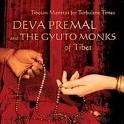 Tibetan Mantras for Turbulent Times
DEVA PREMAL
and THE GYUTO MONKS
of Tibet